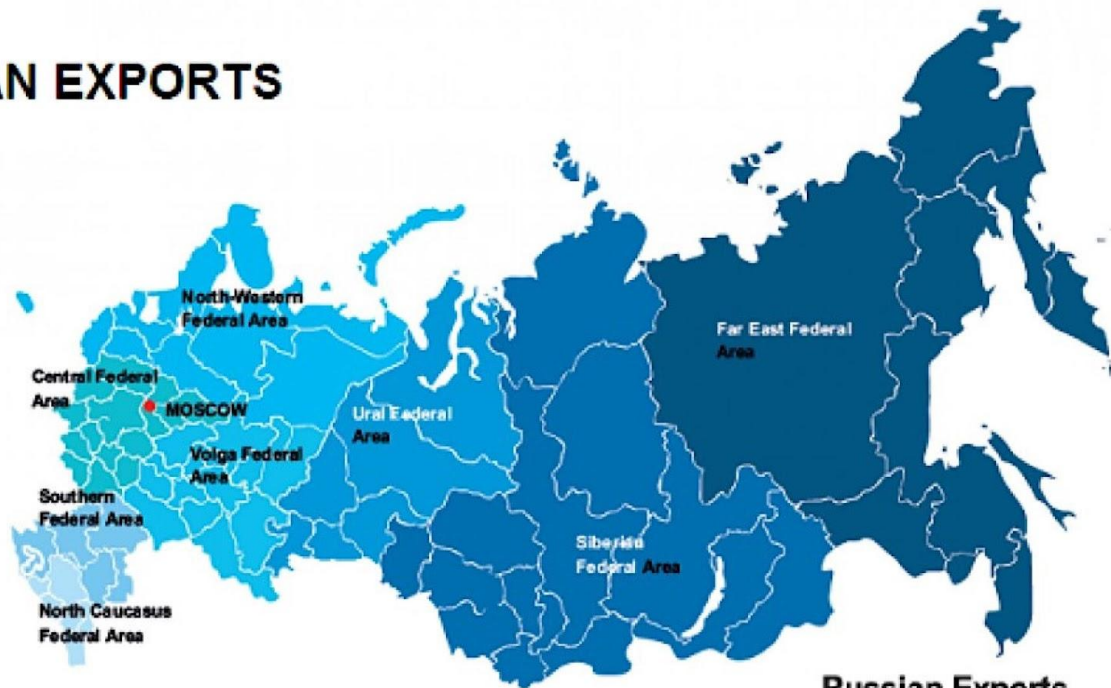 AN EXPORTS
North-Western
Federal Area
Far East Federal
Area
Central Federal
Area
MOSCOW
Ural Federal
Area
Volga Federal
Area
Southern
Federal Area
Siberian
Federal Area
North Caucasus
Federal Area
Russian Exports